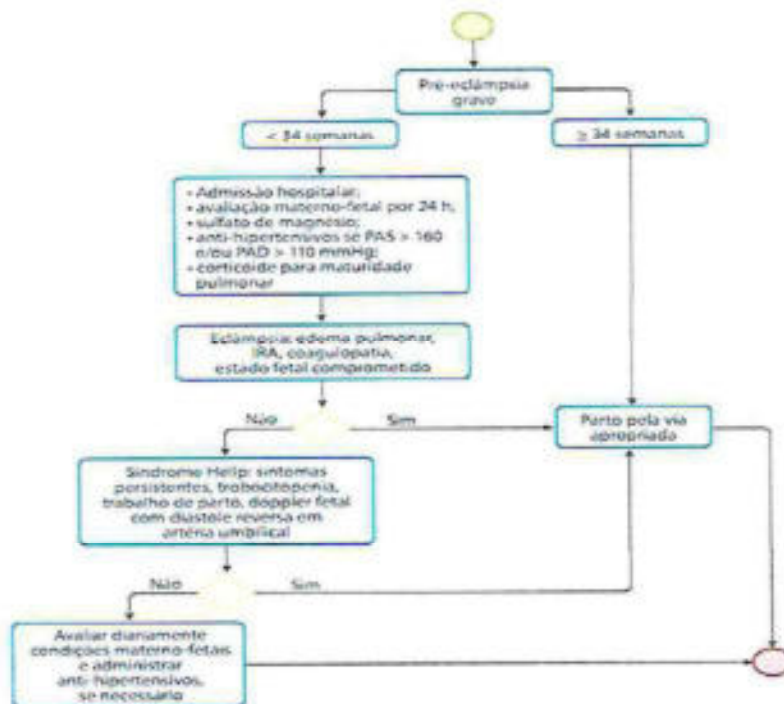 Pré-eclâmpsia
grave
< 34 semanas
≥ 34 semanas
• Admissão hospitalar;
• avaliação materno-fetal por 24 h,
• sulfato de magnésio;
• anti-hipertensivos se PAS > 160
e/ou PAD > 110 mmHg;
• corticoide para maturidade
pulmonar
Eclâmpsia: edema pulmonar,
IRA, coagulopatia,
estado fetal comprometido
Não
Sim
Parto pela via
apropriada
Síndrome Hellp: sintomas
persistentes, trobocitopenia,
trabalho de parto, doppler fetal
com diástole reversa em
artéria umbilical
Não
Sim
Avaliar diariamente
condições materno-fetais
e administrar
anti-hipertensivos,
se necessário